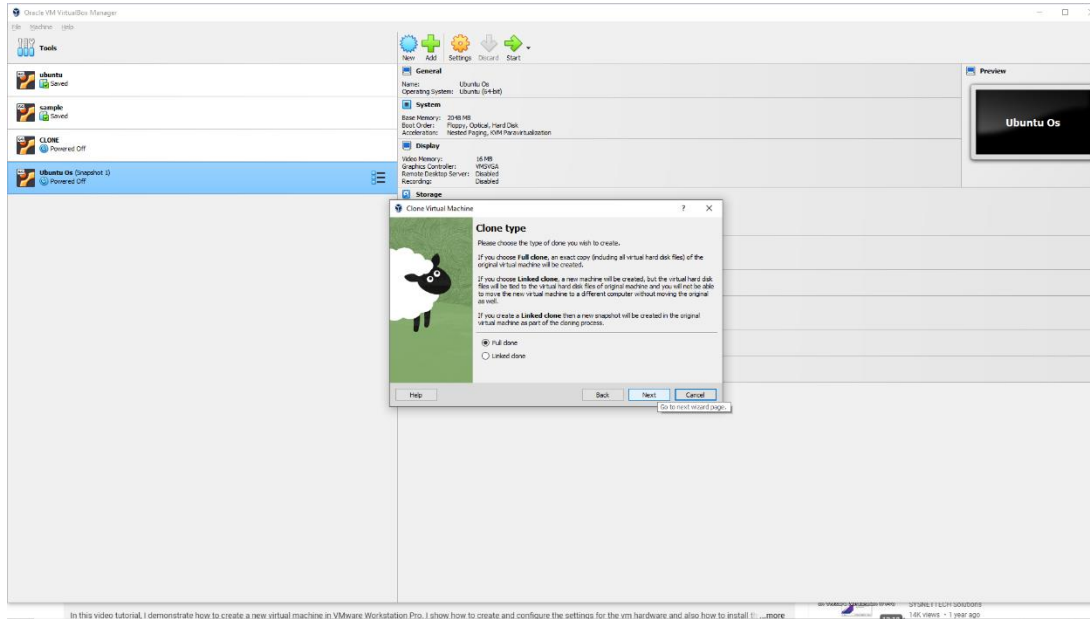 Oracle VM VirtualBox Manager
File Machine Help
Tools
New Add Settings Discard Start
ubuntu
Saved
sample
Saved
CLONE
Powered Off
Ubuntu Os (Snapshot 1)
Powered Off
General
Name: Ubuntu Os
Operating System: Ubuntu (64-bit)
System
Base Memory: 2048 MB
Boot Order: Floppy, Optical, Hard Disk
Acceleration: Nested Paging, KVM Paravirtualization
Display
Video Memory: 16 MB
Graphics Controller: VMSVGA
Remote Desktop Server: Disabled
Recording: Disabled
Storage
Preview
Ubuntu Os
Clone Virtual Machine ? X
Clone type
Please choose the type of clone you wish to create.
If you choose Full clone, an exact copy (including all virtual hard disk files) of the
original virtual machine will be created.
If you choose Linked clone, a new machine will be created, but the virtual hard disk
files will be tied to the virtual hard disk files of original machine and you will not be able
to move the new virtual machine to a different computer without moving the original
as well.
If you create a Linked clone then a new snapshot will be created in the original
virtual machine as part of the cloning process.
Full clone
Linked clone
Help Back Next Cancel
Go to next wizard page.
In this video tutorial, I demonstrate how to create a new virtual machine in VMware Workstation Pro. I show how to create and configure the settings for the vm hardware and also how to install th ...more
SYSNETTECH Solutions
14K views • 1 year ago